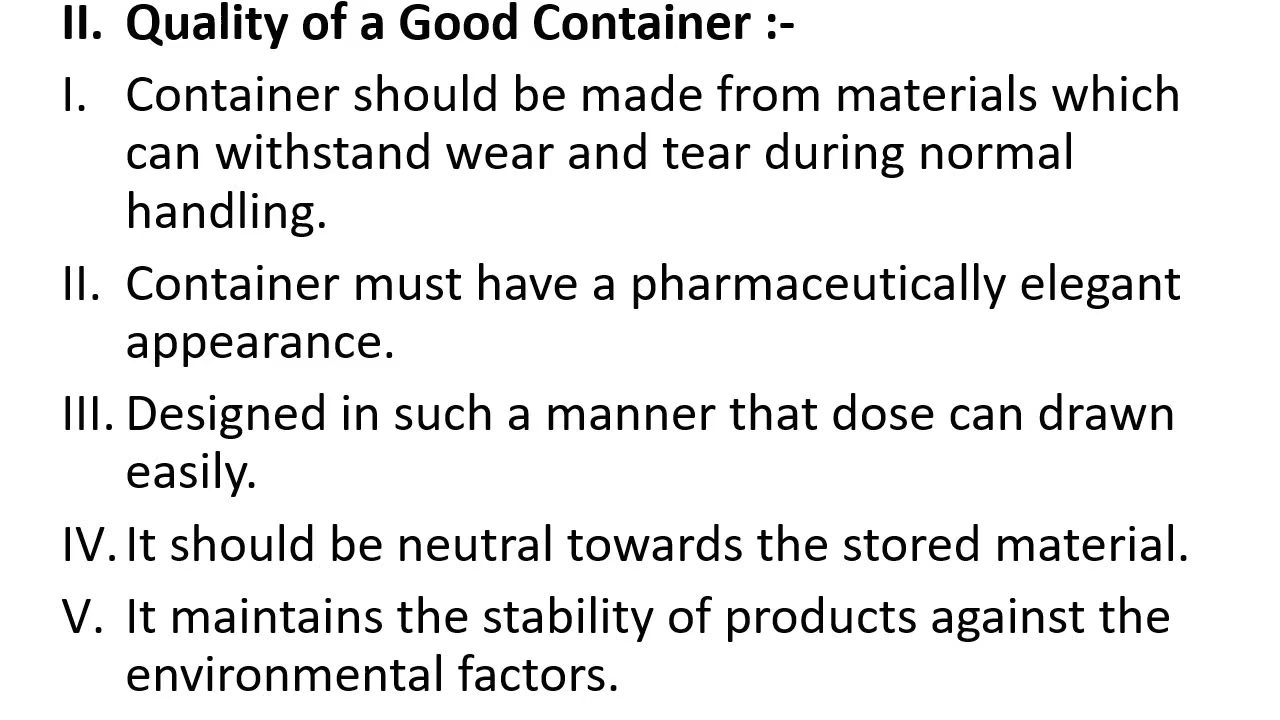 II. Quality of a Good Container :-
I. Container should be made from materials which
can withstand wear and tear during normal
handling.
II. Container must have a pharmaceutically elegant
appearance.
III. Designed in such a manner that dose can drawn
easily.
IV. It should be neutral towards the stored material.
V. It maintains the stability of products against the
environmental factors.